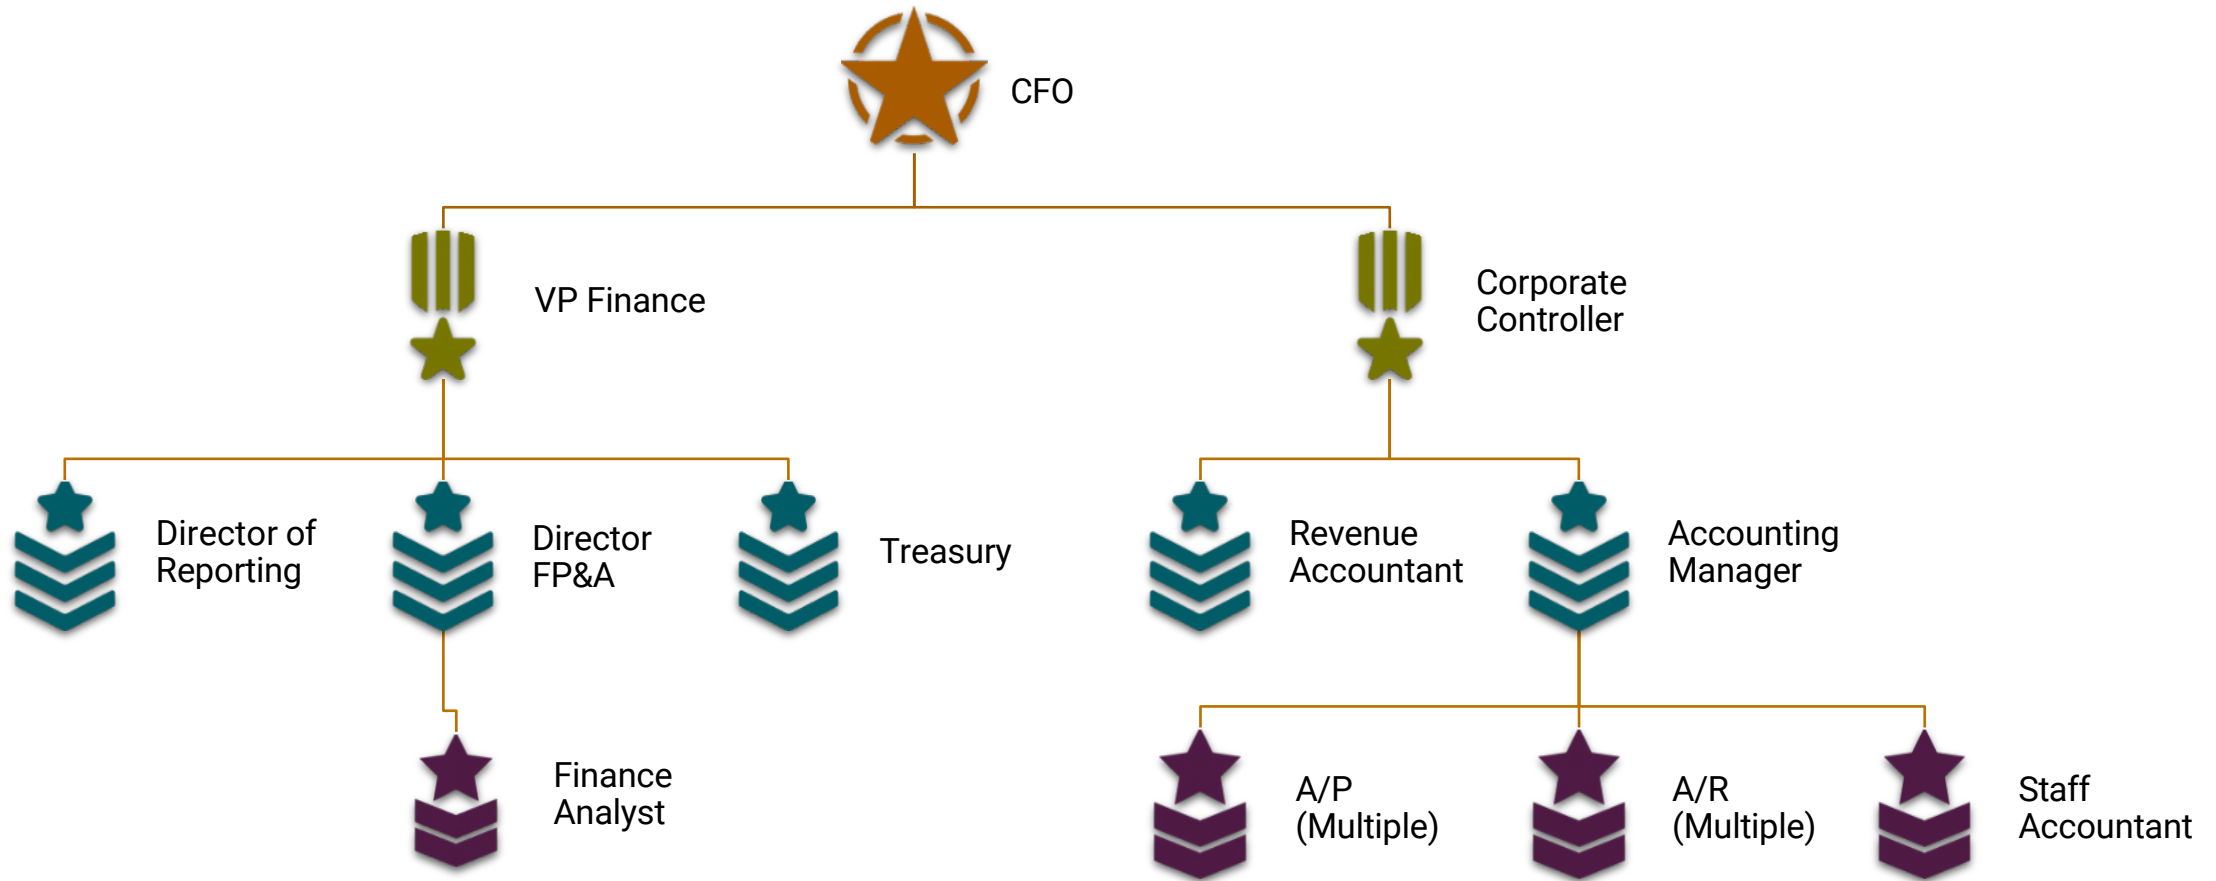 CFO
VP Finance
Corporate
Controller
Director of
Reporting
Director
FP&A
Treasury
Revenue
Accountant
Accounting
Manager
Finance
Analyst
A/P
(Multiple)
A/R
(Multiple)
Staff
Accountant